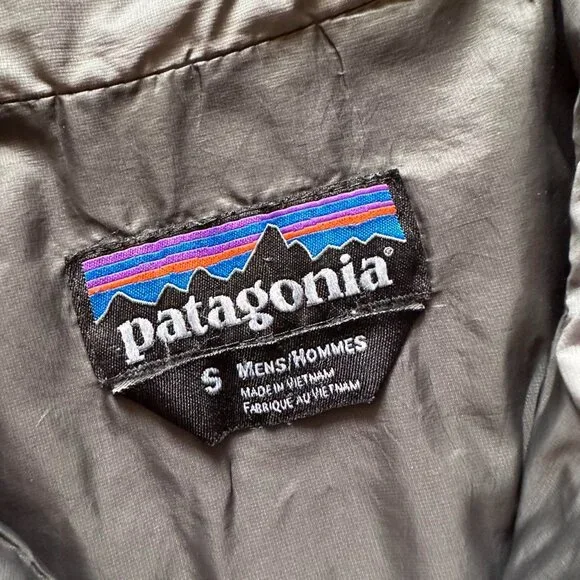 patagonia®
S MENS/HOMMES
MADE IN VIETNAM
FABRIQUE AU VIETNAM